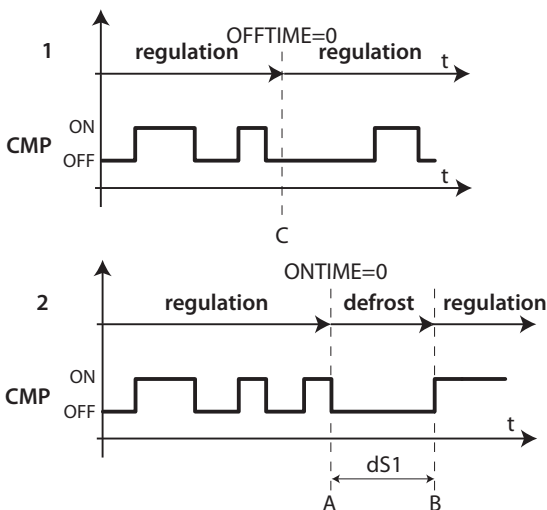 OFFTIME=0
1 regulation regulation t
ON
CMP
OFF
t
C
ONTIME=0
2 regulation defrost regulation
ON
CMP
OFF
t
dS1
A B